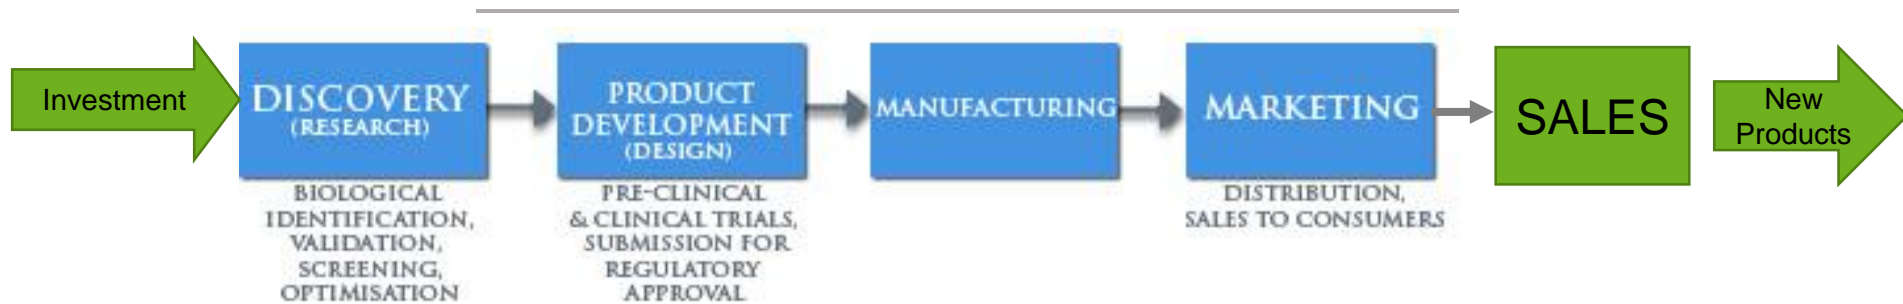 Investment
DISCOVERY
(RESEARCH)
BIOLOGICAL
IDENTIFICATION,
VALIDATION,
SCREENING,
OPTIMISATION
PRODUCT
DEVELOPMENT
(DESIGN)
PRE-CLINICAL
& CLINICAL TRIALS,
SUBMISSION FOR
REGULATORY
APPROVAL
MANUFACTURING
MARKETING
DISTRIBUTION,
SALES TO CONSUMERS
SALES
New
Products